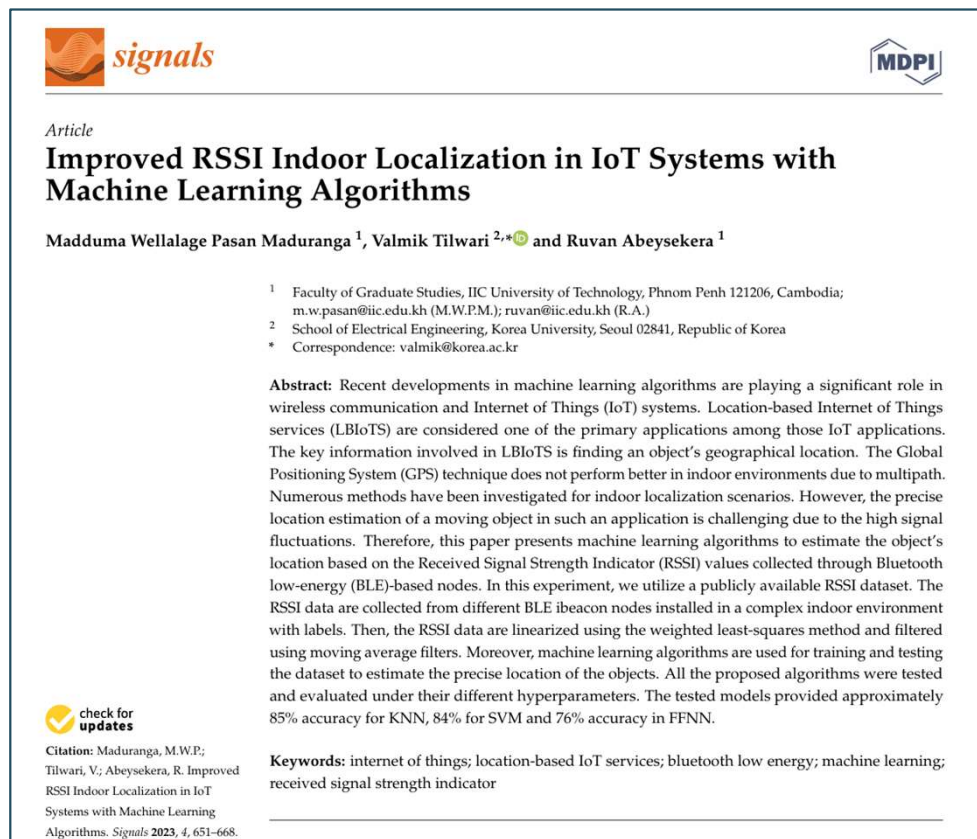 signals
MDPI
Article
Improved RSSI Indoor Localization in IoT Systems with
Machine Learning Algorithms
Madduma Wellalage Pasan Maduranga 1, Valmik Tilwari 2,* iD and Ruvan Abeysekera 1
1 Faculty of Graduate Studies, IIC University of Technology, Phnom Penh 121206, Cambodia;
m.w.pasan@iic.edu.kh (M.W.P.M.); ruvan@iic.edu.kh (R.A.)
2 School of Electrical Engineering, Korea University, Seoul 02841, Republic of Korea
* Correspondence: valmik@korea.ac.kr
Abstract: Recent developments in machine learning algorithms are playing a significant role in
wireless communication and Internet of Things (IoT) systems. Location-based Internet of Things
services (LBIoTS) are considered one of the primary applications among those IoT applications.
The key information involved in LBIoTS is finding an object's geographical location. The Global
Positioning System (GPS) technique does not perform better in indoor environments due to multipath.
Numerous methods have been investigated for indoor localization scenarios. However, the precise
location estimation of a moving object in such an application is challenging due to the high signal
fluctuations. Therefore, this paper presents machine learning algorithms to estimate the object's
location based on the Received Signal Strength Indicator (RSSI) values collected through Bluetooth
low-energy (BLE)-based nodes. In this experiment, we utilize a publicly available RSSI dataset. The
RSSI data are collected from different BLE ibeacon nodes installed in a complex indoor environment
with labels. Then, the RSSI data are linearized using the weighted least-squares method and filtered
using moving average filters. Moreover, machine learning algorithms are used for training and testing
the dataset to estimate the precise location of the objects. All the proposed algorithms were tested
and evaluated under their different hyperparameters. The tested models provided approximately
85% accuracy for KNN, 84% for SVM and 76% accuracy in FFNN.
Keywords: internet of things; location-based IoT services; bluetooth low energy; machine learning;
received signal strength indicator
check for
updates
Citation: Maduranga, M.W.P.;
Tilwari, V.; Abeysekera, R. Improved
RSSI Indoor Localization in IoT
Systems with Machine Learning
Algorithms. Signals 2023, 4, 651–668.